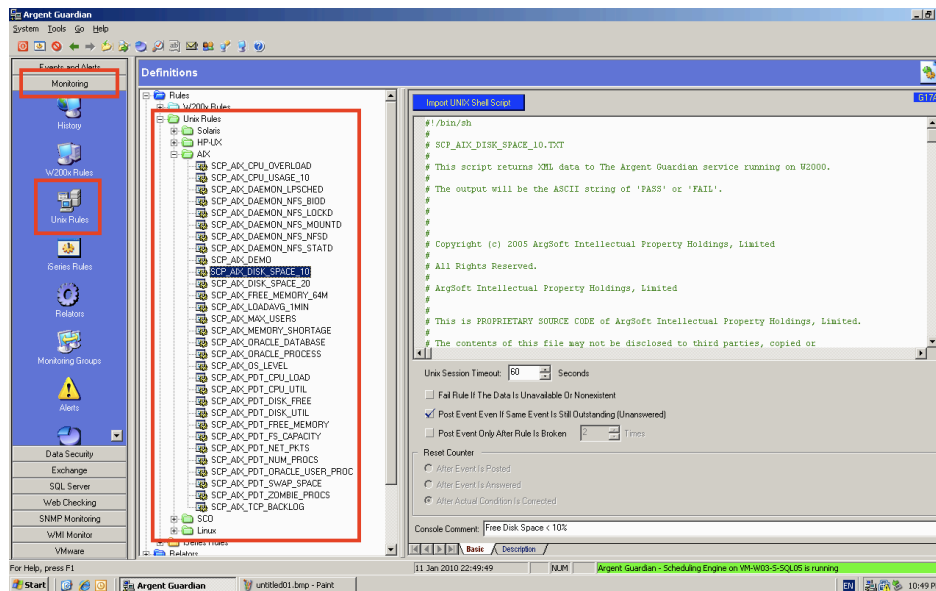 Argent Guardian
System Tools Go Help
Events and Alerts
Monitoring
History
W200x Rules
Unix Rules
iSeries Rules
Relators
Monitoring Groups
Alerts
Data Security
Exchange
SQL Server
Web Checking
SNMP Monitoring
WMI Monitor
VMware
Definitions
Rules
W200x Rules
Unix Rules
Solaris
HP-UX
AIX
SCP_AIX_CPU_OVERLOAD
SCP_AIX_CPU_USAGE_10
SCP_AIX_DAEMON_LPSCHED
SCP_AIX_DAEMON_NFS_BIOD
SCP_AIX_DAEMON_NFS_LOCKD
SCP_AIX_DAEMON_NFS_MOUNTD
SCP_AIX_DAEMON_NFS_NFSD
SCP_AIX_DAEMON_NFS_STATD
SCP_AIX_DEMO
SCP_AIX_DISK_SPACE_10
SCP_AIX_DISK_SPACE_20
SCP_AIX_FREE_MEMORY_64M
SCP_AIX_LOADAVG_1MIN
SCP_AIX_MAX_USERS
SCP_AIX_MEMORY_SHORTAGE
SCP_AIX_ORACLE_DATABASE
SCP_AIX_ORACLE_PROCESS
SCP_AIX_OS_LEVEL
SCP_AIX_PDT_CPU_LOAD
SCP_AIX_PDT_CPU_UTIL
SCP_AIX_PDT_DISK_FREE
SCP_AIX_PDT_DISK_UTIL
SCP_AIX_PDT_FREE_MEMORY
SCP_AIX_PDT_FS_CAPACITY
SCP_AIX_PDT_NET_PKTS
SCP_AIX_PDT_NUM_PROCS
SCP_AIX_PDT_ORACLE_USER_PROC
SCP_AIX_PDT_SWAP_SPACE
SCP_AIX_PDT_ZOMBIE_PROCS
SCP_AIX_TCP_BACKLOG
SCO
Linux
iSeries Rules
Relators
Import UNIX Shell Script
G17A
#!/bin/sh
#
# SCP_AIX_DISK_SPACE_10.TXT
#
# This script returns XML data to The Argent Guardian service running on W2000.
#
# The output will be the ASCII string of 'PASS' or 'FAIL'.
#
#
#
#
# Copyright (c) 2005 ArgSoft Intellectual Property Holdings, Limited
#
# All Rights Reserved.
#
# ArgSoft Intellectual Property Holdings, Limited
#
#
# This is PROPRIETARY SOURCE CODE of ArgSoft Intellectual Property Holdings, Limited.
#
# The contents of this file may not be disclosed to third parties, copied or
Unix Session Timeout: 60 Seconds
Fail Rule If The Data Is Unavailable Or Nonexistent
Post Event Even If Same Event Is Still Outstanding (Unanswered)
Post Event Only After Rule Is Broken 2 Times
Reset Counter
After Event Is Posted
After Event Is Answered
After Actual Condition Is Corrected
Console Comment: Free Disk Space < 10%
Basic Description
For Help, press F1
11 Jan 2010 22:49:49 NUM Argent Guardian - Scheduling Engine on VM-W03-S-SQL05 is running
Start Argent Guardian untitled01.bmp - Paint EN 10:49 P